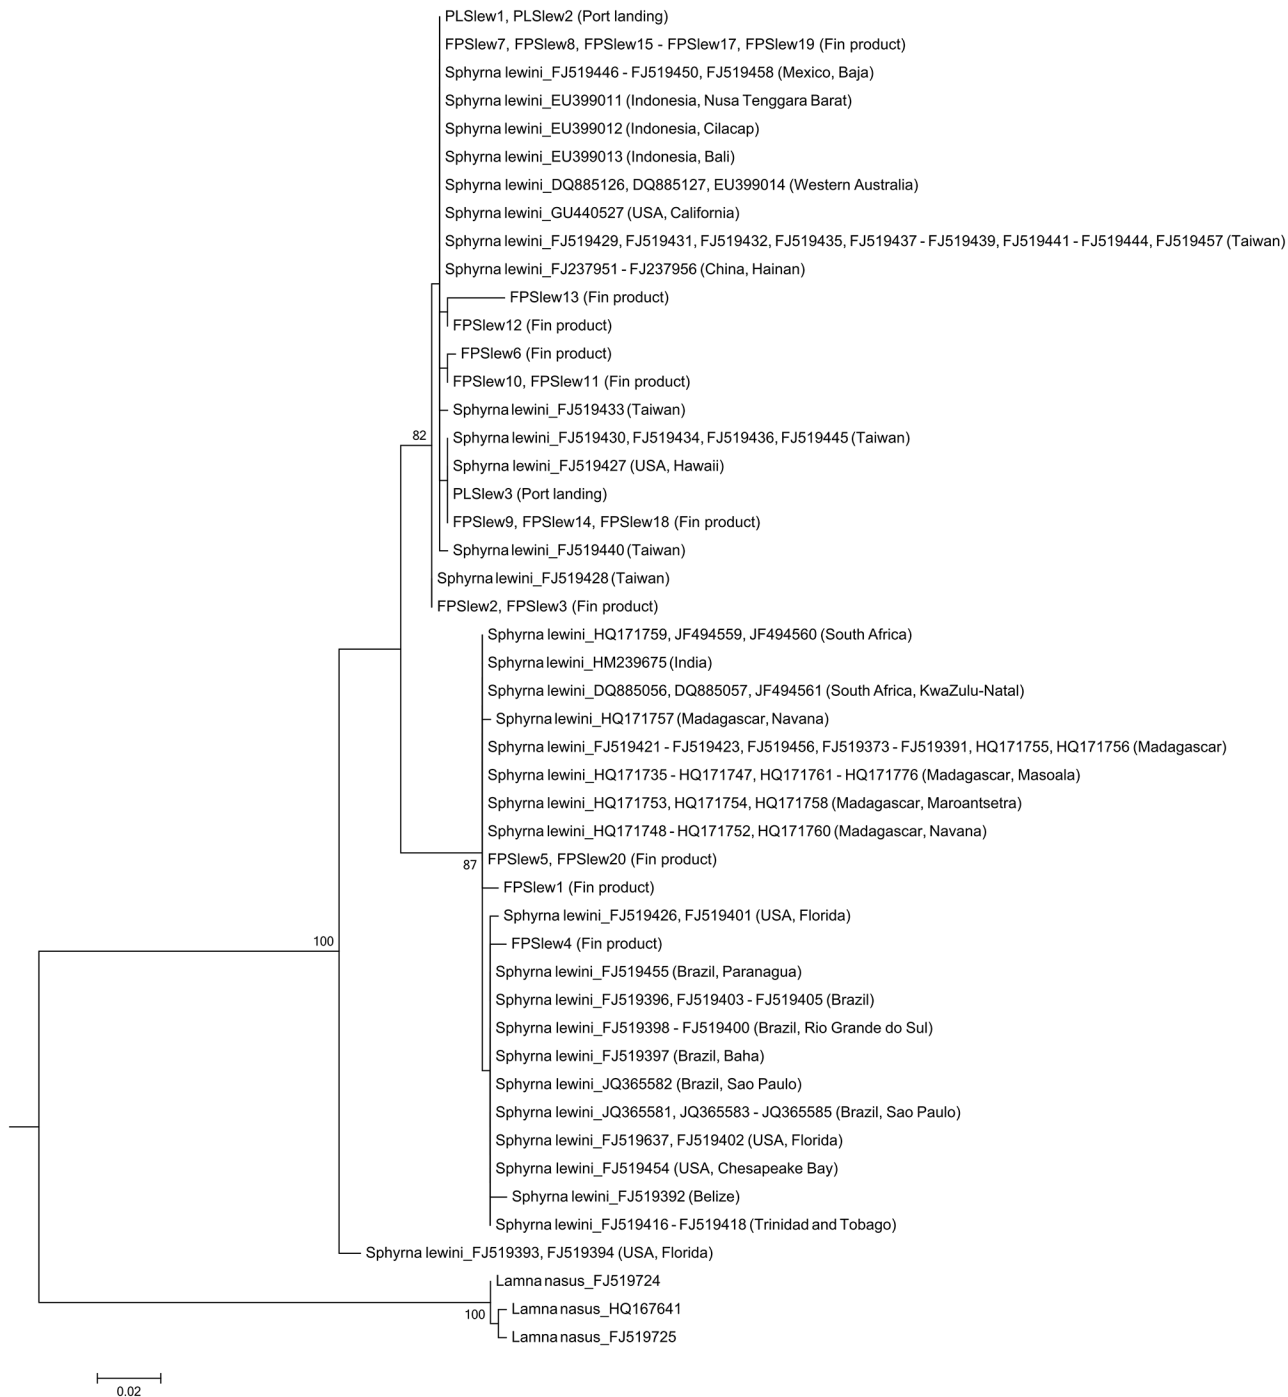 PLSlew1, PLSlew2 (Port landing)
FPSlew7, FPSlew8, FPSlew15 - FPSlew17, FPSlew19 (Fin product)
Sphyrna lewini_FJ519446 - FJ519450, FJ519458 (Mexico, Baja)
Sphyrna lewini_EU399011 (Indonesia, Nusa Tenggara Barat)
Sphyrna lewini_EU399012 (Indonesia, Cilacap)
Sphyrna lewini_EU399013 (Indonesia, Bali)
Sphyrna lewini_DQ885126, DQ885127, EU399014 (Western Australia)
Sphyrna lewini_GU440527 (USA, California)
Sphyrna lewini_FJ519429, FJ519431, FJ519432, FJ519435, FJ519437 - FJ519439, FJ519441 - FJ519444, FJ519457 (Taiwan)
Sphyrna lewini_FJ237951 - FJ237956 (China, Hainan)
FPSlew13 (Fin product)
FPSlew12 (Fin product)
FPSlew6 (Fin product)
FPSlew10, FPSlew11 (Fin product)
Sphyrna lewini_FJ519433 (Taiwan)
82
Sphyrna lewini_FJ519430, FJ519434, FJ519436, FJ519445 (Taiwan)
Sphyrna lewini_FJ519427 (USA, Hawaii)
PLSlew3 (Port landing)
FPSlew9, FPSlew14, FPSlew18 (Fin product)
Sphyrna lewini_FJ519440 (Taiwan)
Sphyrna lewini_FJ519428 (Taiwan)
FPSlew2, FPSlew3 (Fin product)
Sphyrna lewini_HQ171759, JF494559, JF494560 (South Africa)
Sphyrna lewini_HM239675 (India)
Sphyrna lewini_DQ885056, DQ885057, JF494561 (South Africa, KwaZulu-Natal)
Sphyrna lewini_HQ171757 (Madagascar, Navana)
Sphyrna lewini_FJ519421 - FJ519423, FJ519456, FJ519373 - FJ519391, HQ171755, HQ171756 (Madagascar)
Sphyrna lewini_HQ171735 - HQ171747, HQ171761 - HQ171776 (Madagascar, Masoala)
Sphyrna lewini_HQ171753, HQ171754, HQ171758 (Madagascar, Maroantsetra)
Sphyrna lewini_HQ171748 - HQ171752, HQ171760 (Madagascar, Navana)
FPSlew5, FPSlew20 (Fin product)
87
FPSlew1 (Fin product)
Sphyrna lewini_FJ519426, FJ519401 (USA, Florida)
100
FPSlew4 (Fin product)
Sphyrna lewini_FJ519455 (Brazil, Paranagua)
Sphyrna lewini_FJ519396, FJ519403 - FJ519405 (Brazil)
Sphyrna lewini_FJ519398 - FJ519400 (Brazil, Rio Grande do Sul)
Sphyrna lewini_FJ519397 (Brazil, Baha)
Sphyrna lewini_JQ365582 (Brazil, Sao Paulo)
Sphyrna lewini_JQ365581, JQ365583 - JQ365585 (Brazil, Sao Paulo)
Sphyrna lewini_FJ519637, FJ519402 (USA, Florida)
Sphyrna lewini_FJ519454 (USA, Chesapeake Bay)
Sphyrna lewini_FJ519392 (Belize)
Sphyrna lewini_FJ519416 - FJ519418 (Trinidad and Tobago)
Sphyrna lewini_FJ519393, FJ519394 (USA, Florida)
Lamna nasus_FJ519724
100
Lamna nasus_HQ167641
Lamna nasus_FJ519725
0.02